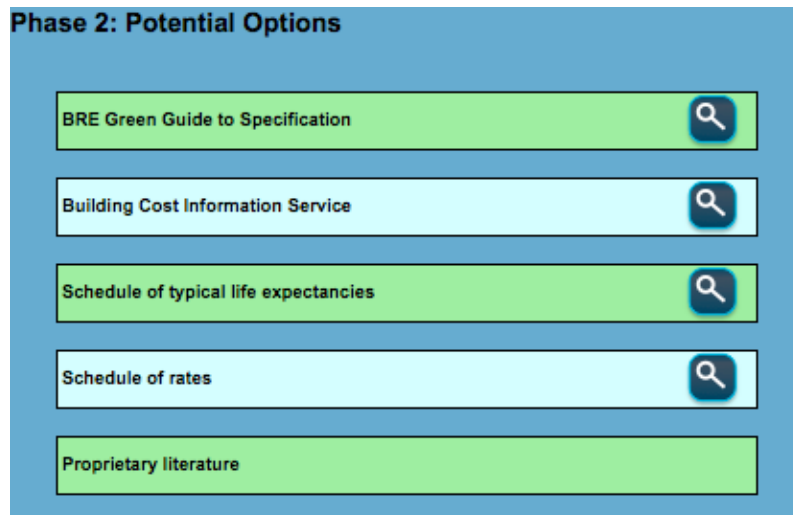 Phase 2: Potential Options
BRE Green Guide to Specification
Building Cost Information Service
Schedule of typical life expectancies
Schedule of rates
Proprietary literature